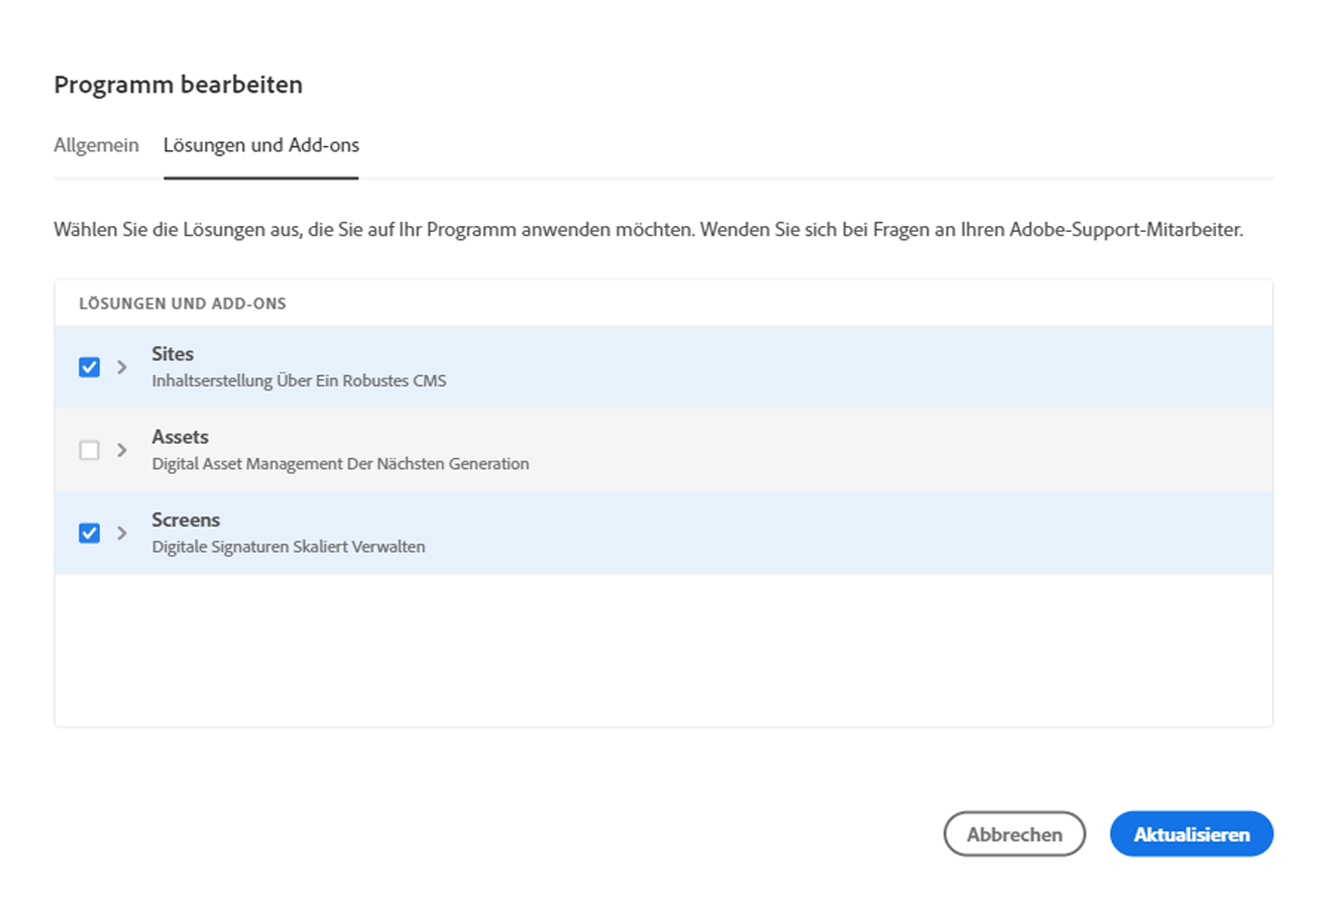 Programm bearbeiten
Allgemein Lösungen und Add-ons
Wählen Sie die Lösungen aus, die Sie auf Ihr Programm anwenden möchten. Wenden Sie sich bei Fragen an Ihren Adobe-Support-Mitarbeiter.
LÖSUNGEN UND ADD-ONS
Sites
Inhaltserstellung Über Ein Robustes CMS
Assets
Digital Asset Management Der Nächsten Generation
Screens
Digitale Signaturen Skaliert Verwalten
Abbrechen Aktualisieren